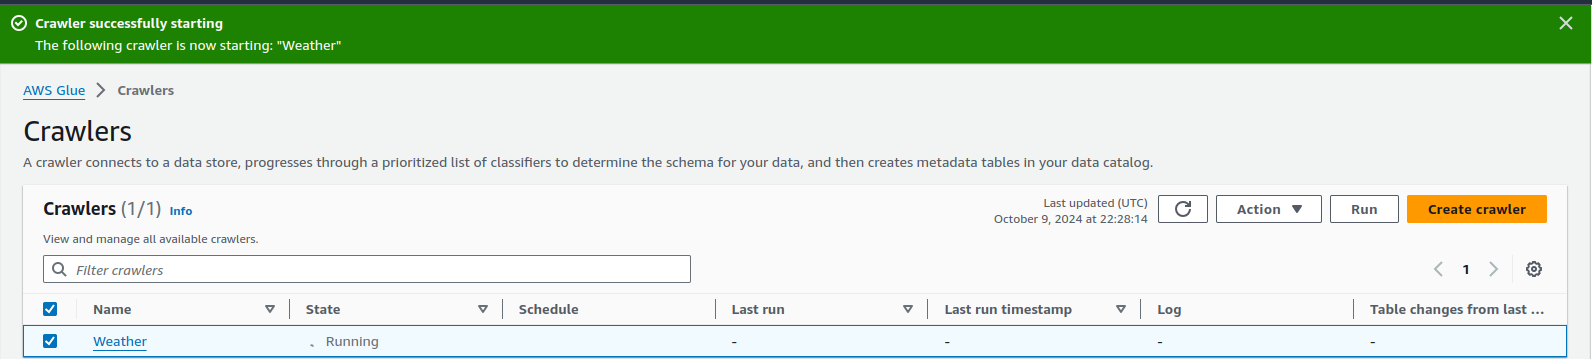 Crawler successfully starting
The following crawler is now starting: "Weather"
AWS Glue Crawlers
Crawlers
A crawler connects to a data store, progresses through a prioritized list of classifiers to determine the schema for your data, and then creates metadata tables in your data catalog.
Crawlers (1/1) Info
Last updated (UTC)
October 9, 2024 at 22:28:14
Action Run Create crawler
View and manage all available crawlers.
Filter crawlers
1
Name State Schedule Last run Last run timestamp Log Table changes from last ...
Weather Running - - - -